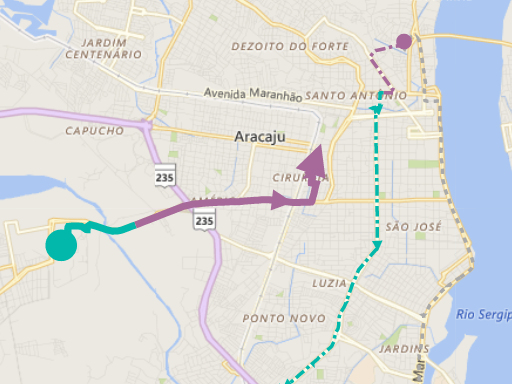 JARDIM
CENTENÁRIO
DEZOITO DO FORTE
Avenida Maranhão
SANTO ANTÔNIO
CAPUCHO
Aracaju
235
CIRURGIA
AMÉRICA
235
SÃO JOSÉ
LUZIA
Rio Sergip
PONTO NOVO
JARDINS
Mar